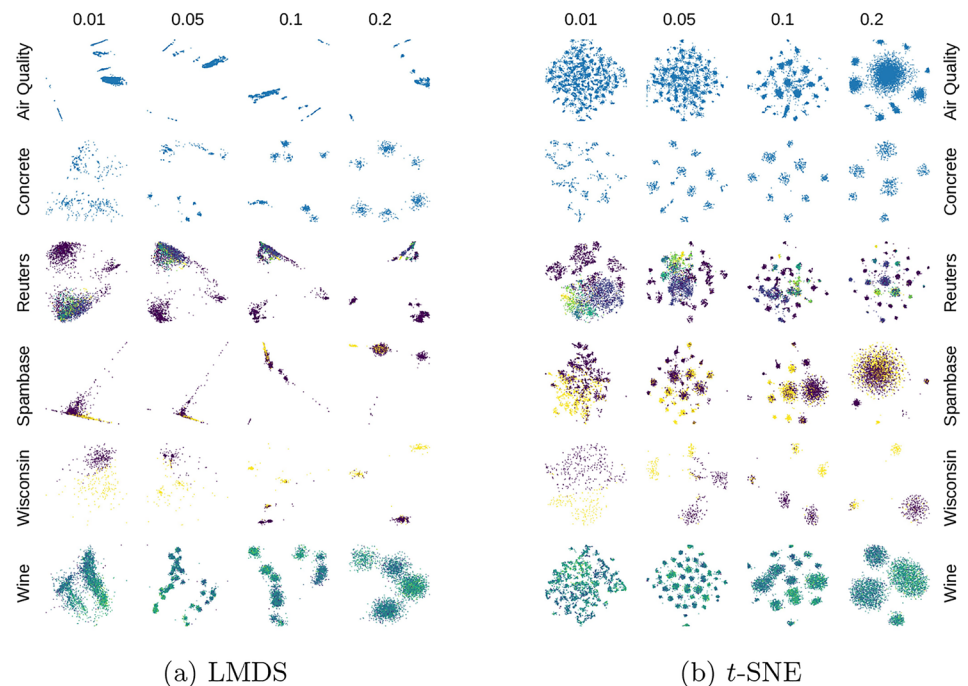 0.01 0.05 0.1 0.2 0.01 0.05 0.1 0.2
Air Quality Air Quality
Concrete Concrete
Reuters Reuters
Spambase Spambase
Wisconsin Wisconsin
Wine Wine
(a) LMDS (b) t-SNE